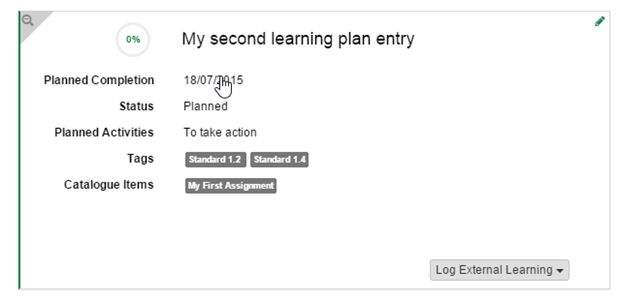 0% My second learning plan entry
Planned Completion 18/07/2015
Status Planned
Planned Activities To take action
Tags Standard 1.2 Standard 1.4
Catalogue Items My First Assignment
Log External Learning